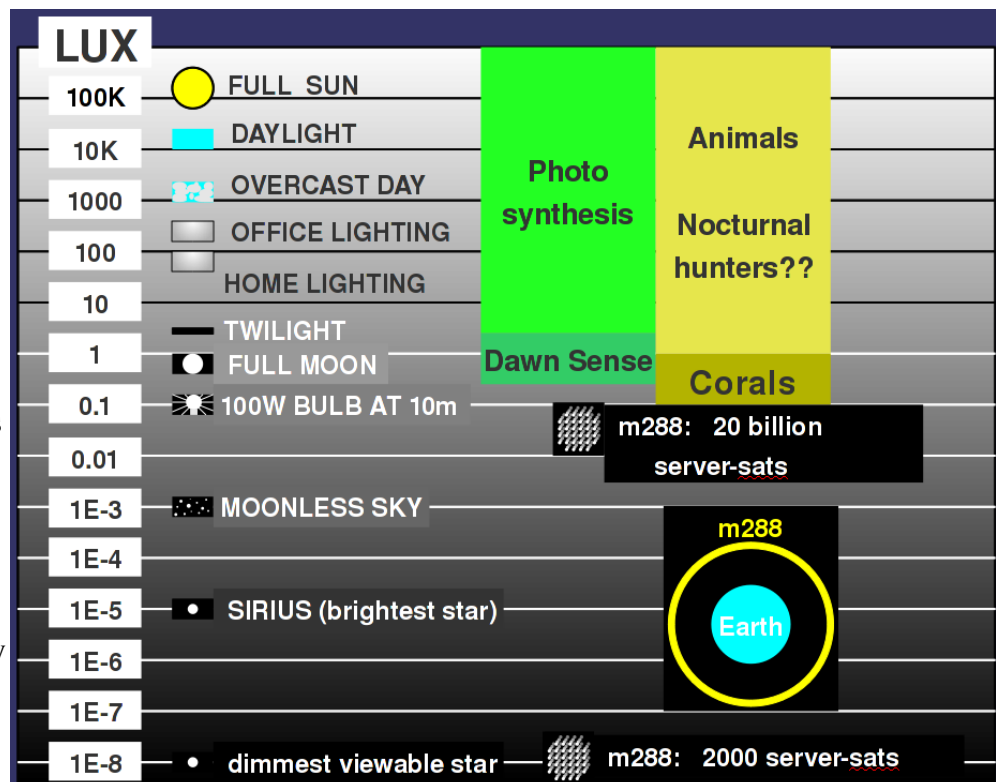 LUX
100K
10K
1000
100
10
1
0.1
0.01
1E-3
1E-4
1E-5
1E-6
1E-7
1E-8
FULL SUN
DAYLIGHT
OVERCAST DAY
OFFICE LIGHTING
HOME LIGHTING
TWILIGHT
FULL MOON
100W BULB AT 10m
MOONLESS SKY
SIRIUS (brightest star)
dimmest viewable star
Photo
synthesis
Dawn Sense
Animals
Nocturnal
hunters??
Corals
m288: 20 billion
server-sats
m288
Earth
m288: 2000 server-sats